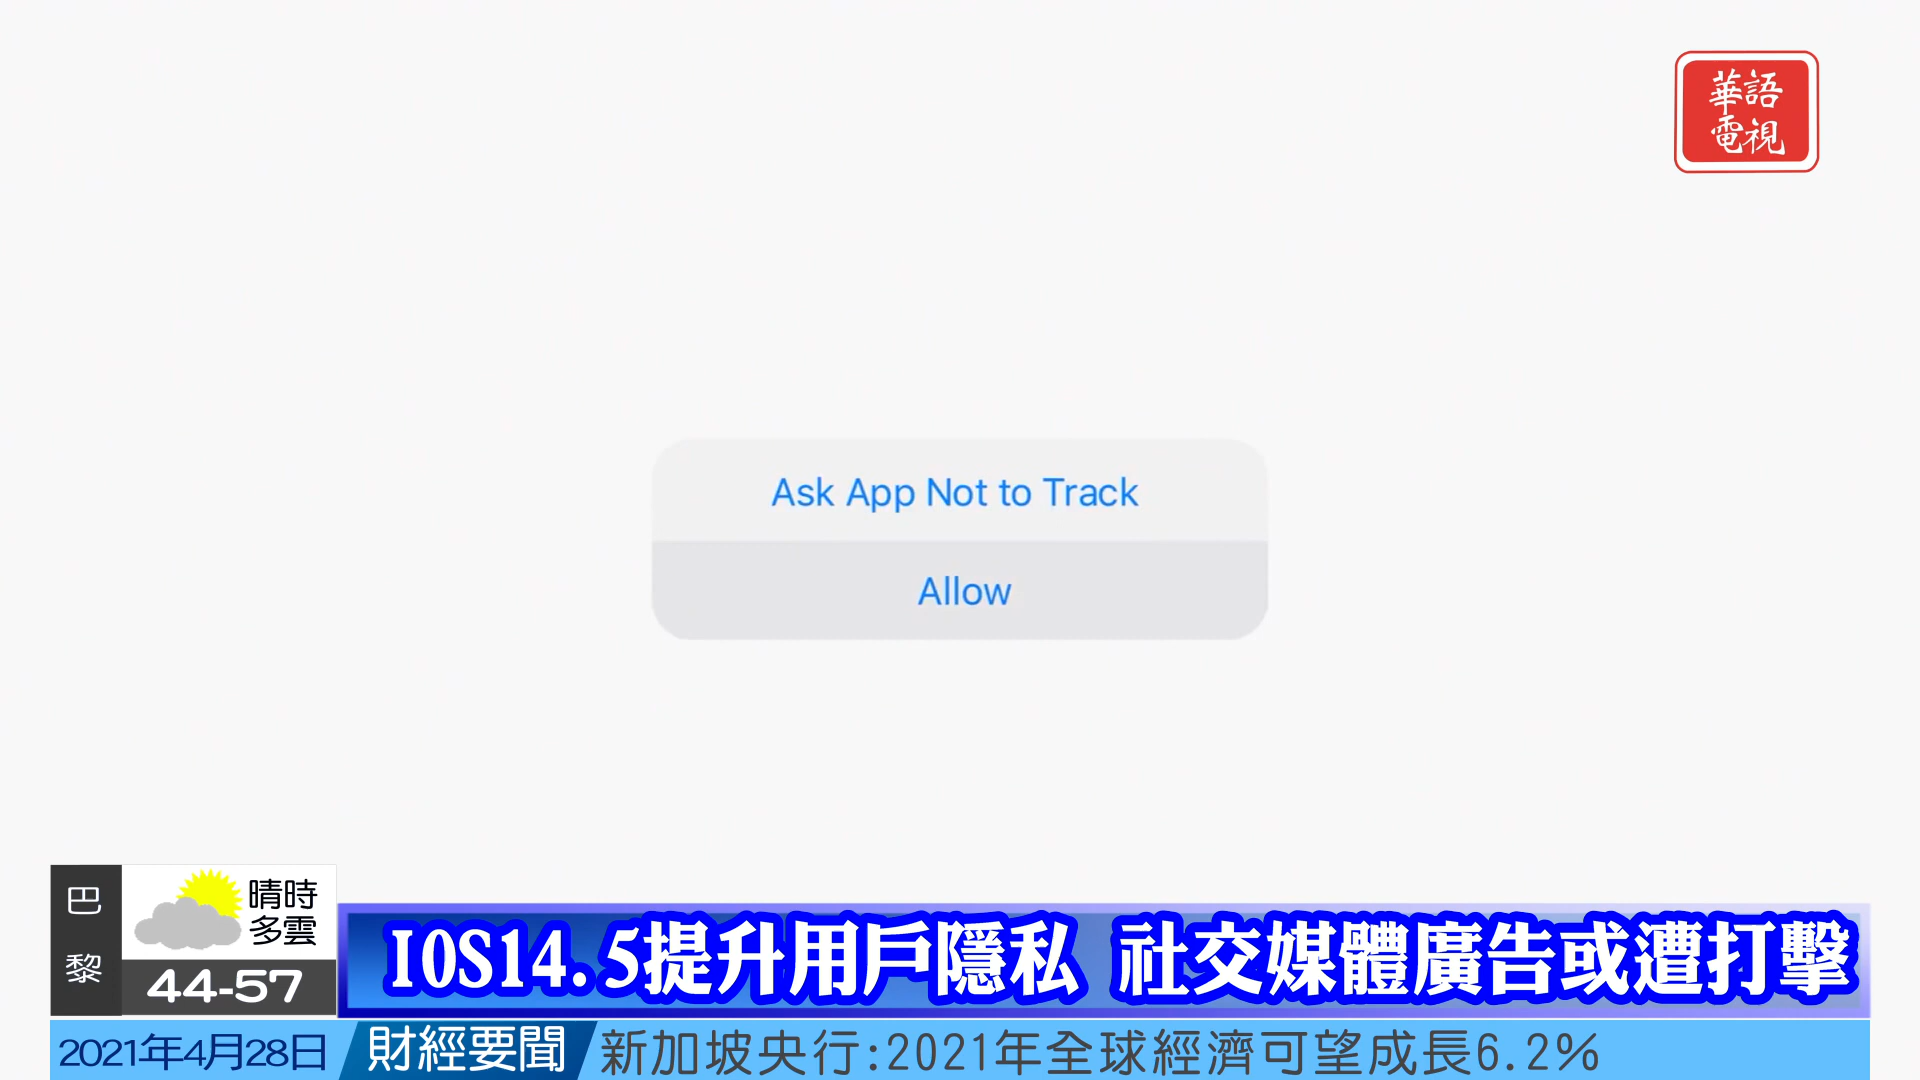 華語
電視
Ask App Not to Track
Allow
巴
黎
晴時
多雲
44-57
IOS14.5提升用戶隱私 社交媒體廣告或遭打擊
2021年4月28日
財經要聞
新加坡央行:2021年全球經濟可望成長6.2%